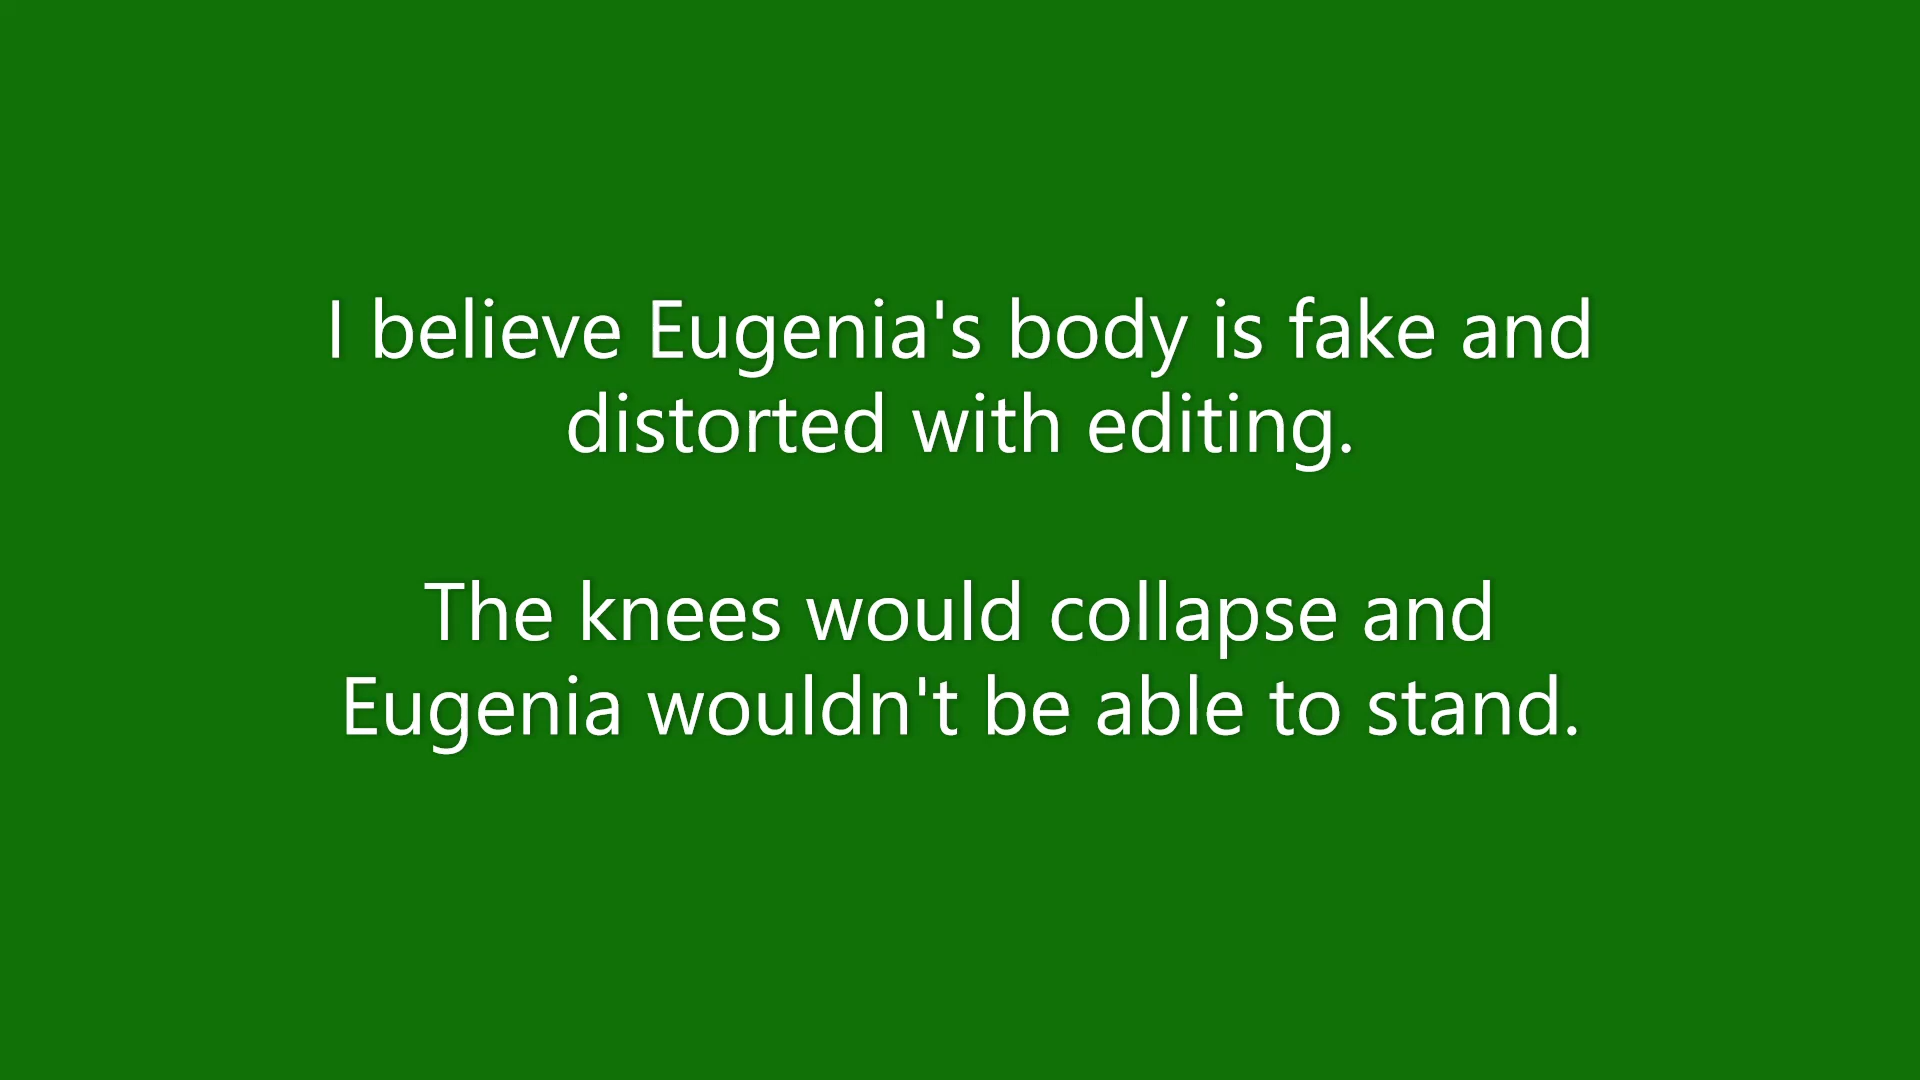 I believe Eugenia's body is fake and
distorted with editing.
The knees would collapse and
Eugenia wouldn't be able to stand.